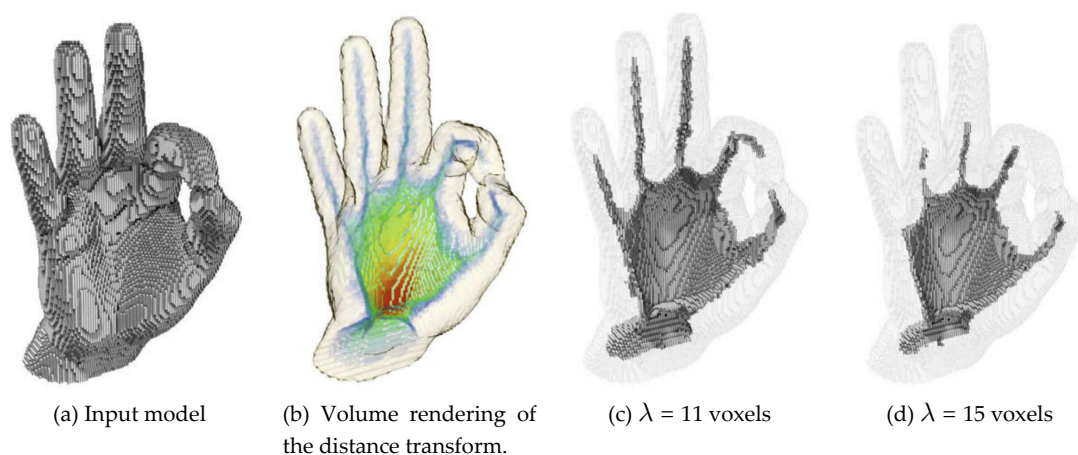 (a) Input model
(b) Volume rendering of
the distance transform.
(c) λ = 11 voxels
(d) λ = 15 voxels